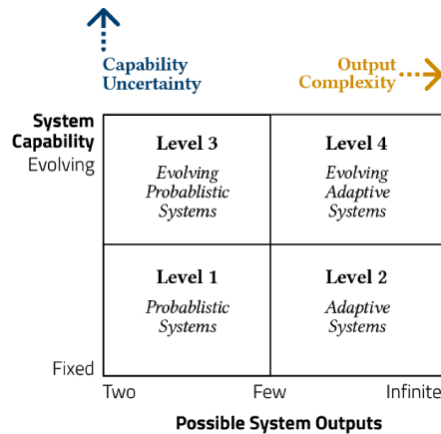 Capability
Uncertainty
Output
Complexity
System
Capability
Evolving
Level 3
Evolving
Probablistic
Systems
Level 4
Evolving
Adaptive
Systems
Level 1
Probablistic
Systems
Level 2
Adaptive
Systems
Fixed
Two
Few
Infinite
Possible System Outputs